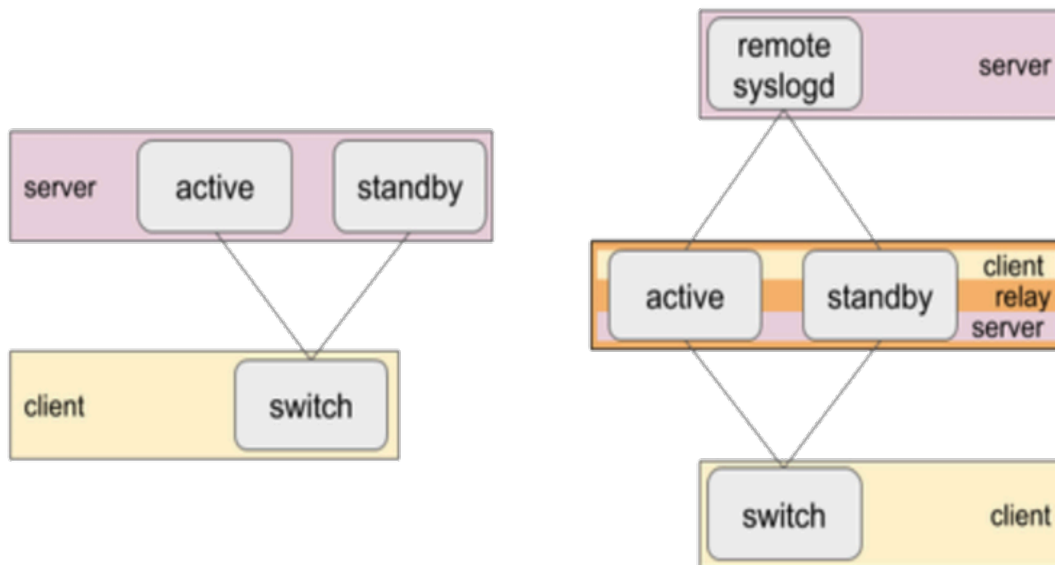 server
active
standby
client
switch
remote
syslogd
server
active
standby
client
relay
server
switch
client